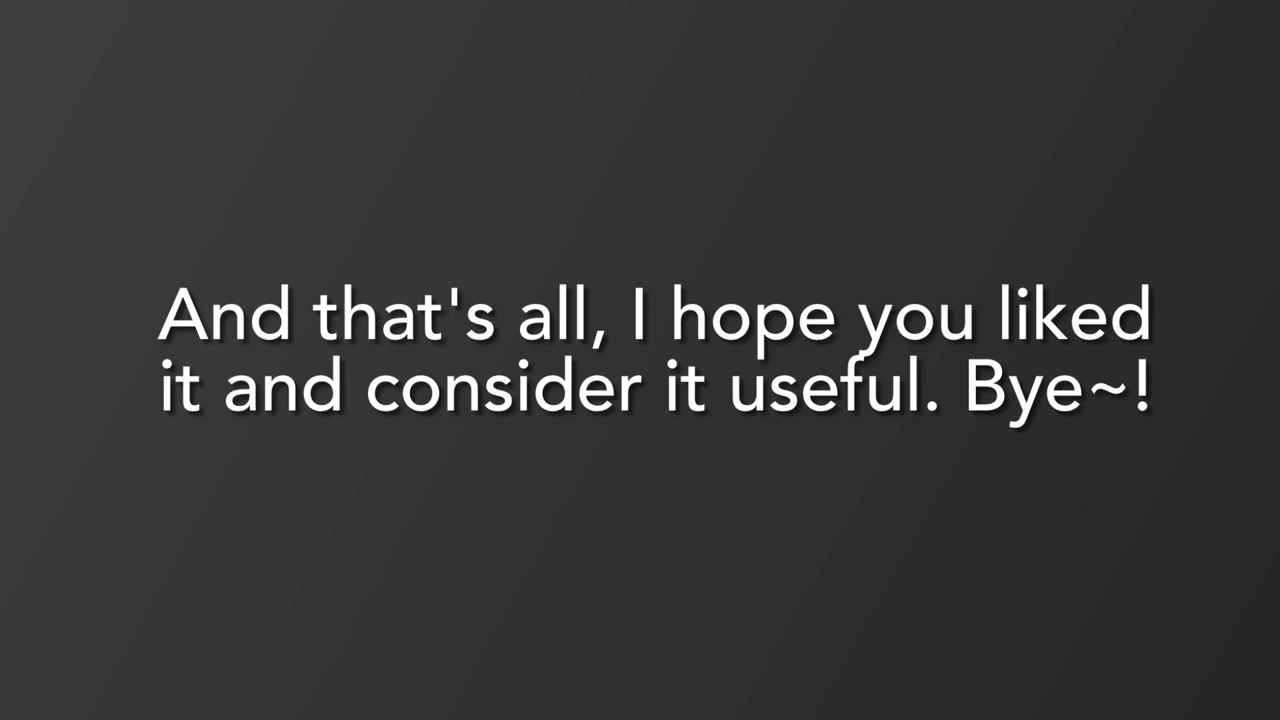 And that's all, I hope you liked
it and consider it useful. Bye~!